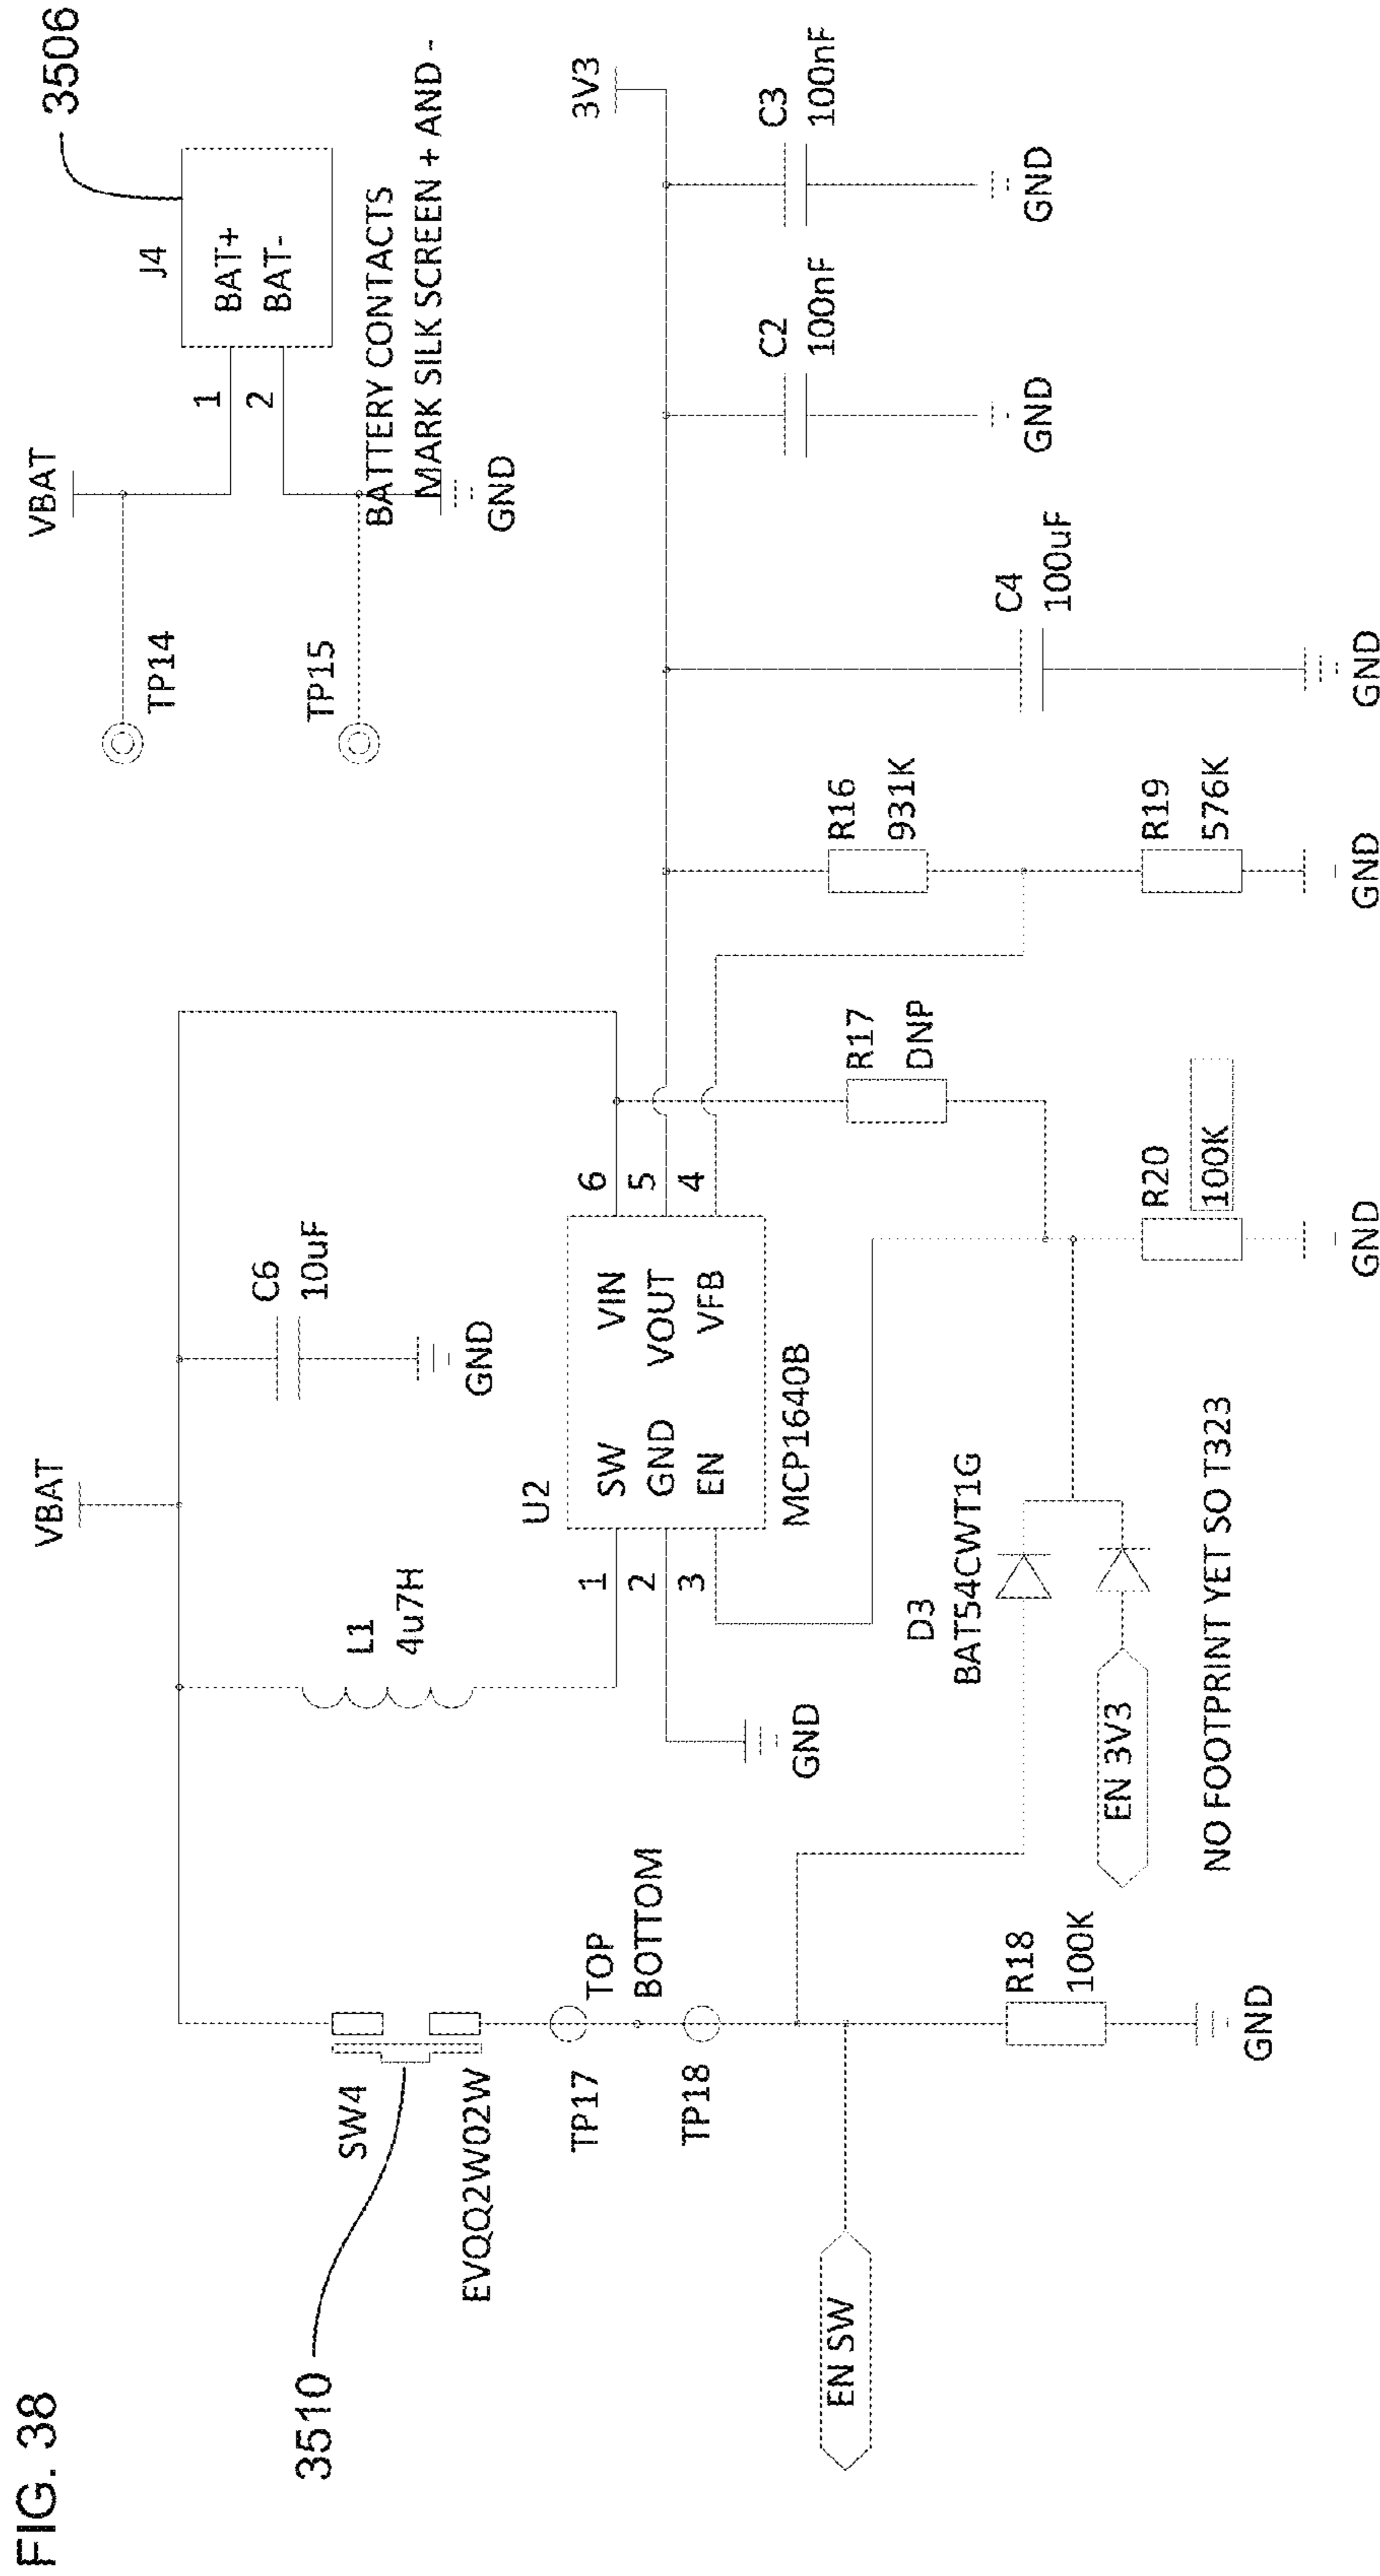 FIG. 38
3506
J4
BAT+
BAT-
1
2
VBAT
TP14
TP15
BATTERY CONTACTS
MARK SILK SCREEN + AND -
GND
VBAT
C6
10uF
GND
L1
4u7H
3510
SW4
EVQQ2W02W
TP17
TOP
BOTTOM
TP18
EN SW
R18
100K
GND
U2
1
2
3
SW
GND
EN
VIN
VOUT
VFB
6
5
4
MCP1640B
GND
D3
BAT54CWT1G
EN 3V3
NO FOOTPRINT YET SO T323
R17
DNP
R20
100K
GND
R16
931K
R19
576K
GND
C4
100uF
GND
C2
100nF
GND
C3
100nF
GND
3V3